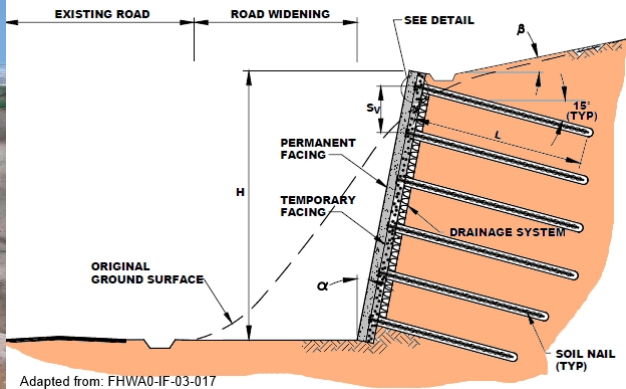 EXISTING ROAD
ROAD WIDENING
SEE DETAIL
β
15°
(TYP)
SV
L
PERMANENT
FACING
H
TEMPORARY
FACING
DRAINAGE SYSTEM
ORIGINAL
GROUND SURFACE
α
SOIL NAIL
(TYP)
Adapted from: FHWA0-IF-03-017